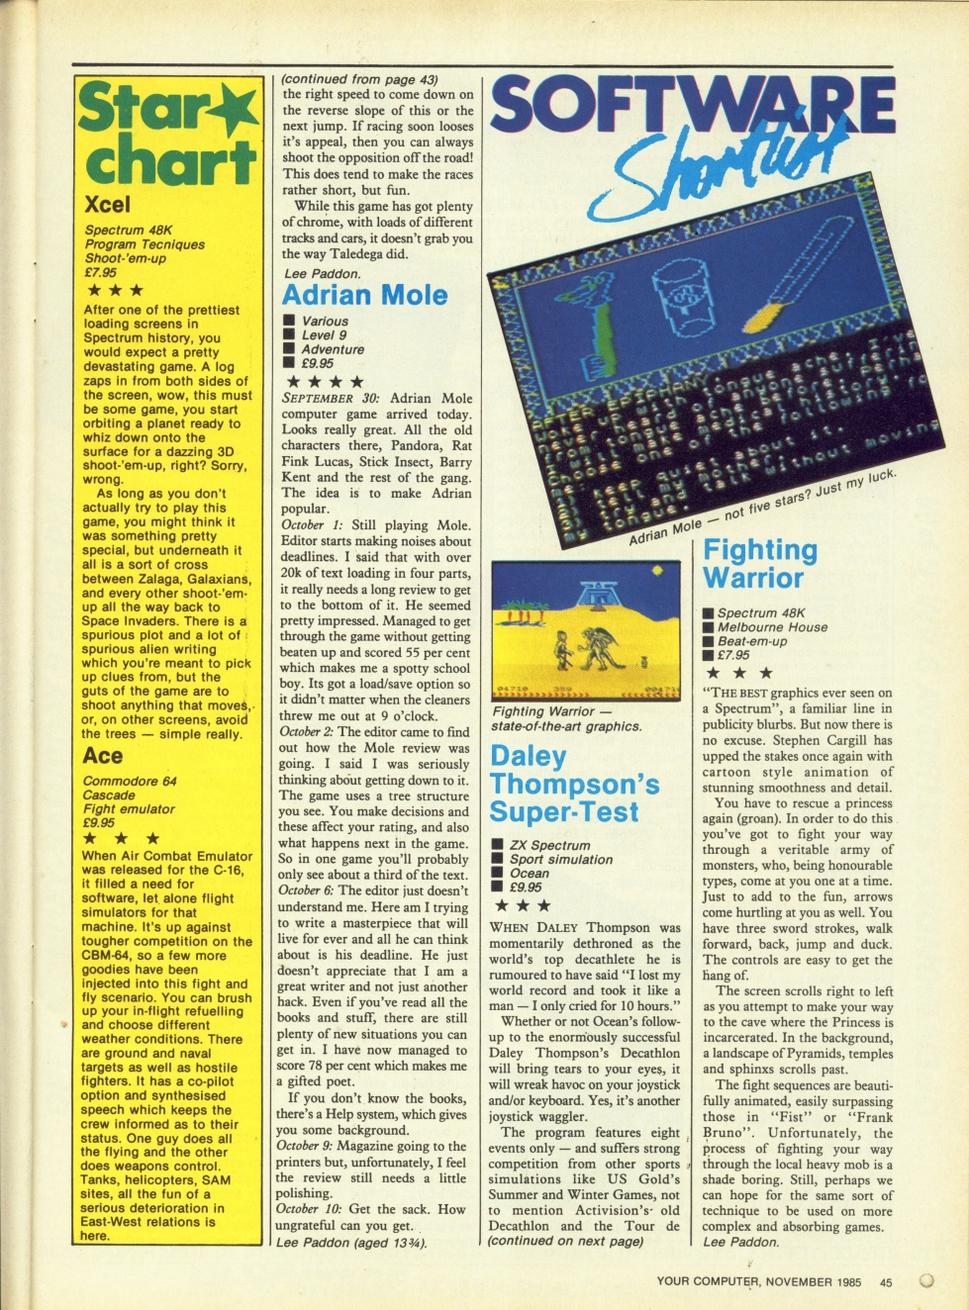 Star★
chart
Xcel
Spectrum 48K
Program Tecniques
Shoot-'em-up
£7.95
★ ★ ★
After one of the prettiest
loading screens in
Spectrum history, you
would expect a pretty
devastating game. A log
zaps in from both sides of
the screen, wow, this must
be some game, you start
orbiting a planet ready to
whiz down onto the
surface for a dazzing 3D
shoot-'em-up, right? Sorry,
wrong.
As long as you don't
actually try to play this
game, you might think it
was something pretty
special, but underneath it
all is a sort of cross
between Zalaga, Galaxians,
and every other shoot-'em-
up all the way back to
Space Invaders. There is a
spurious plot and a lot of
spurious alien writing
which you're meant to pick
up clues from, but the
guts of the game are to
shoot anything that moves,
or, on other screens, avoid
the trees — simple really.
Ace
Commodore 64
Cascade
Fight emulator
£9.95
★ ★ ★
When Air Combat Emulator
was released for the C-16,
it filled a need for
software, let alone flight
simulators for that
machine. It's up against
tougher competition on the
CBM-64, so a few more
goodies have been
injected into this fight and
fly scenario. You can brush
up your in-flight refuelling
and choose different
weather conditions. There
are ground and naval
targets as well as hostile
fighters. It has a co-pilot
option and synthesised
speech which keeps the
crew informed as to their
status. One guy does all
the flying and the other
does weapons control.
Tanks, helicopters, SAM
sites, all the fun of a
serious deterioration in
East-West relations is
here.
(continued from page 43)
the right speed to come down on
the reverse slope of this or the
next jump. If racing soon looses
it's appeal, then you can always
shoot the opposition off the road!
This does tend to make the races
rather short, but fun.
While this game has got plenty
of chrome, with loads of different
tracks and cars, it doesn't grab you
the way Taledega did.
Lee Paddon.
Adrian Mole
■ Various
■ Level 9
■ Adventure
■ £9.95
★ ★ ★ ★
SEPTEMBER 30: Adrian Mole
computer game arrived today.
Looks really great. All the old
characters there, Pandora, Rat
Fink Lucas, Stick Insect, Barry
Kent and the rest of the gang.
The idea is to make Adrian
popular.
October 1: Still playing Mole.
Editor starts making noises about
deadlines. I said that with over
20k of text loading in four parts,
it really needs a long review to get
to the bottom of it. He seemed
pretty impressed. Managed to get
through the game without getting
beaten up and scored 55 per cent
which makes me a spotty school
boy. Its got a load/save option so
it didn't matter when the cleaners
threw me out at 9 o'clock.
October 2: The editor came to find
out how the Mole review was
going. I said I was seriously
thinking about getting down to it.
The game uses a tree structure
you see. You make decisions and
these affect your rating, and also
what happens next in the game.
So in one game you'll probably
only see about a third of the text.
October 6: The editor just doesn't
understand me. Here am I trying
to write a masterpiece that will
live for ever and all he can think
about is his deadline. He just
doesn't appreciate that I am a
great writer and not just another
hack. Even if you've read all the
books and stuff, there are still
plenty of new situations you can
get in. I have now managed to
score 78 per cent which makes me
a gifted poet.
If you don't know the books,
there's a Help system, which gives
you some background.
October 9: Magazine going to the
printers but, unfortunately, I feel
the review still needs a little
polishing.
October 10: Get the sack. How
ungrateful can you get.
Lee Paddon (aged 13¾).
SOFTWARE
Shortlist
AFTER EPIPHANY
Adrian Mole — not five stars? Just my luck.
Fighting Warrior —
state-of-the-art graphics.
Daley
Thompson's
Super-Test
■ ZX Spectrum
■ Sport simulation
■ Ocean
■ £9.95
★ ★ ★
WHEN DALEY Thompson was
momentarily dethroned as the
world's top decathlete he is
rumoured to have said "I lost my
world record and took it like a
man — I only cried for 10 hours."
Whether or not Ocean's follow-
up to the enormously successful
Daley Thompson's Decathlon
will bring tears to your eyes, it
will wreak havoc on your joystick
and/or keyboard. Yes, it's another
joystick waggler.
The program features eight
events only — and suffers strong
competition from other sports
simulations like US Gold's
Summer and Winter Games, not
to mention Activision's old
Decathlon and the Tour de
(continued on next page)
Fighting
Warrior
■ Spectrum 48K
■ Melbourne House
■ Beat-em-up
■ £7.95
★ ★ ★
"THE BEST graphics ever seen on
a Spectrum", a familiar line in
publicity blurbs. But now there is
no excuse. Stephen Cargill has
upped the stakes once again with
cartoon style animation of
stunning smoothness and detail.
You have to rescue a princess
again (groan). In order to do this
you've got to fight your way
through a veritable army of
monsters, who, being honourable
types, come at you one at a time.
Just to add to the fun, arrows
come hurtling at you as well. You
have three sword strokes, walk
forward, back, jump and duck.
The controls are easy to get the
hang of.
The screen scrolls right to left
as you attempt to make your way
to the cave where the Princess is
incarcerated. In the background,
a landscape of Pyramids, temples
and sphinxs scrolls past.
The fight sequences are beauti-
fully animated, easily surpassing
those in "Fist" or "Frank
Bruno". Unfortunately, the
process of fighting your way
through the local heavy mob is a
shade boring. Still, perhaps we
can hope for the same sort of
technique to be used on more
complex and absorbing games.
Lee Paddon.
YOUR COMPUTER, NOVEMBER 1985 45